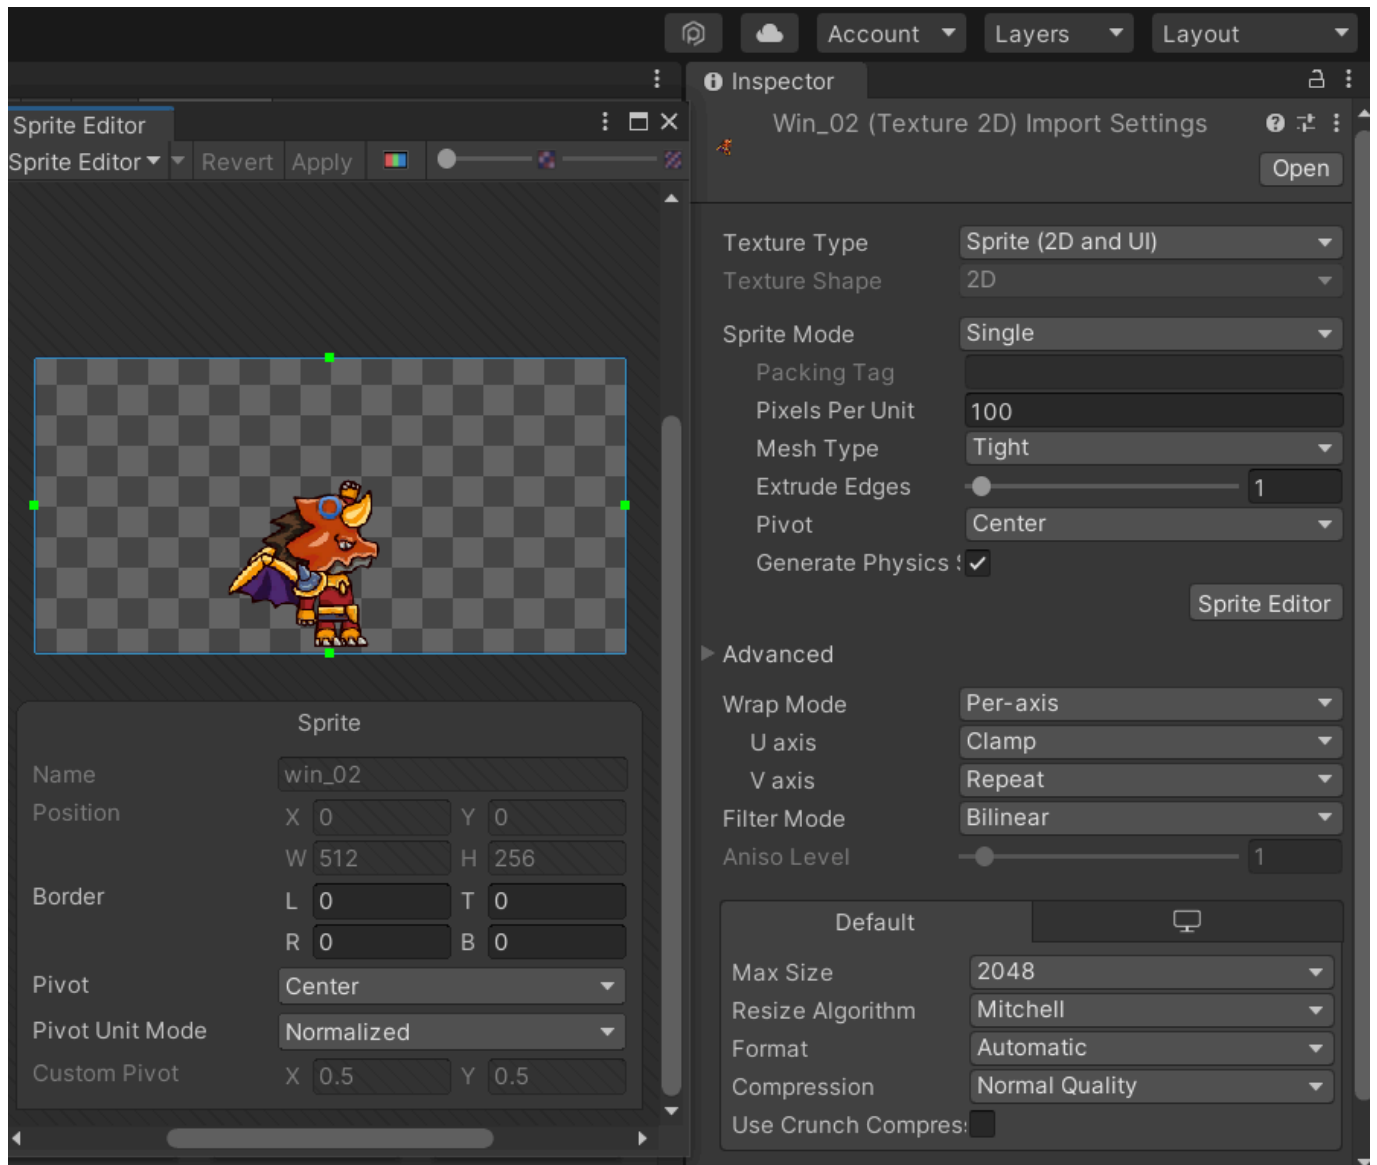 Account
Layers
Layout
Inspector
Sprite Editor
Win_02 (Texture 2D) Import Settings
Sprite Editor
Revert
Apply
Open
Texture Type
Sprite (2D and UI)
Texture Shape
2D
Sprite Mode
Single
Packing Tag
Pixels Per Unit
100
Mesh Type
Tight
Extrude Edges
1
Pivot
Center
Generate Physics S
Sprite Editor
Advanced
Wrap Mode
Per-axis
U axis
Clamp
V axis
Repeat
Filter Mode
Bilinear
Aniso Level
1
Default
Max Size
2048
Resize Algorithm
Mitchell
Format
Automatic
Compression
Normal Quality
Use Crunch Compres
Sprite
Name
win_02
Position
X 0
Y 0
W 512
H 256
Border
L 0
T 0
R 0
B 0
Pivot
Center
Pivot Unit Mode
Normalized
Custom Pivot
X 0.5
Y 0.5